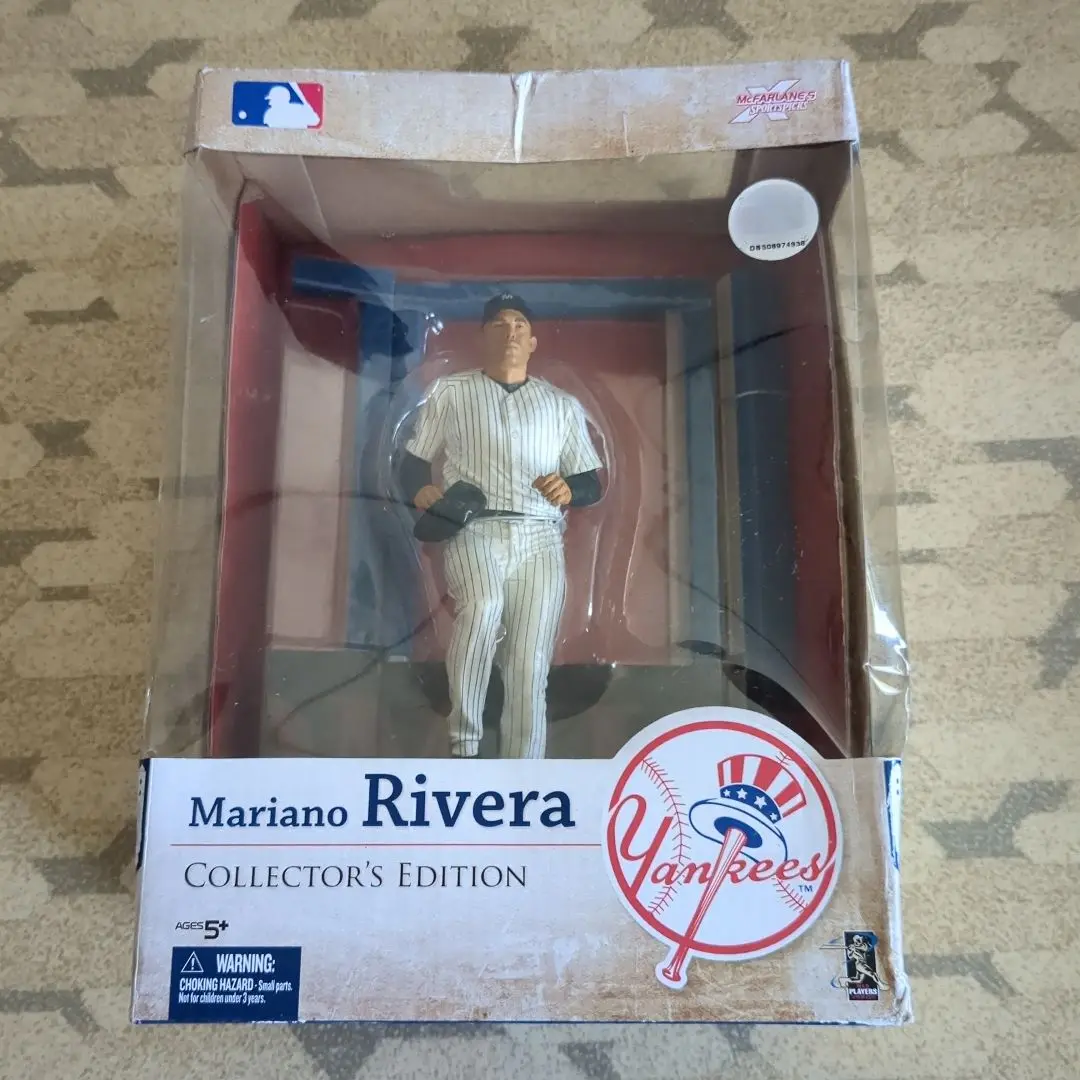 McFARLANE'S
SPORTSPICKS
DB508974938
Mariano Rivera
COLLECTOR'S EDITION
Yankees
TM
AGES 5+
WARNING:
CHOKING HAZARD - Small parts.
Not for children under 3 years.
PLAYERS